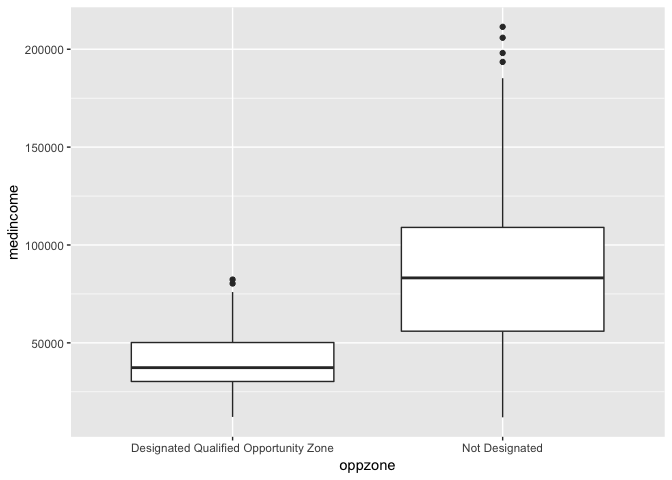 200000
150000
medincome
100000
50000
Designated Qualified Opportunity Zone
Not Designated
oppzone